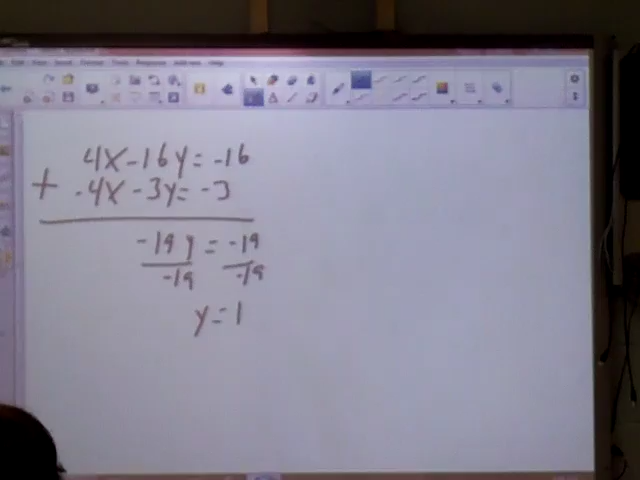 4x - 16y = -16
+ -4x - 3y = -3
-19y = -19
-19 -19
y = 1